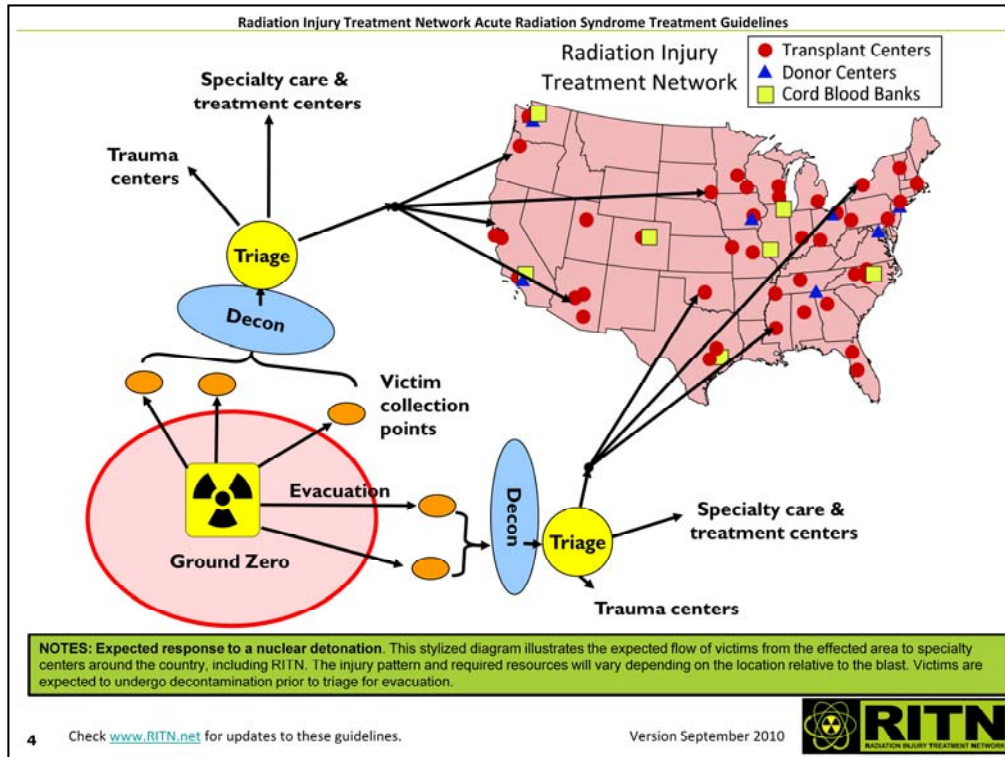 Radiation Injury Treatment Network Acute Radiation Syndrome Treatment Guidelines
Radiation Injury
Treatment Network
Transplant Centers
Donor Centers
Cord Blood Banks
Specialty care &
treatment centers
Trauma
centers
Triage
Decon
Victim
collection
points
Evacuation
Ground Zero
Decon
Triage
Specialty care &
treatment centers
Trauma centers
NOTES: Expected response to a nuclear detonation. This stylized diagram illustrates the expected flow of victims from the effected area to specialty
centers around the country, including RITN. The injury pattern and required resources will vary depending on the location relative to the blast. Victims are
expected to undergo decontamination prior to triage for evacuation.
4 Check www.RITN.net for updates to these guidelines. Version September 2010
RITN
RADIATION INJURY TREATMENT NETWORK